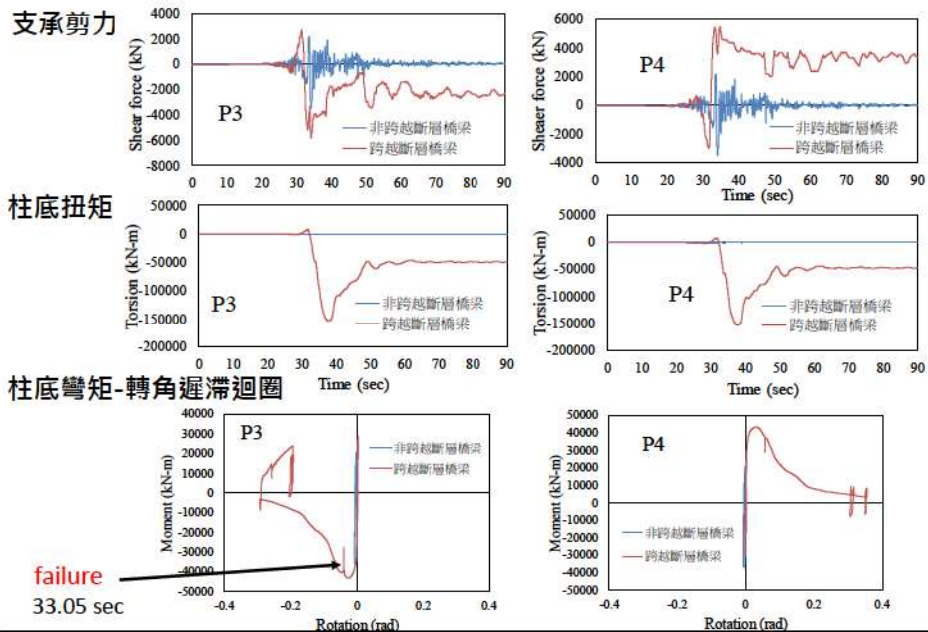 支承剪力
Shear force (kN)
4000
2000
0
-2000
-4000
-6000
-8000
P3
非跨越斷層橋梁
跨越斷層橋梁
0 10 20 30 40 50 60 70 80 90
Time (sec)
Sheaer force (kN)
6000
4000
2000
0
-2000
-4000
P4
非跨越斷層橋梁
跨越斷層橋梁
0 10 20 30 40 50 60 70 80 90
Time (sec)
柱底扭矩
Torsion (kN-m)
50000
0
-50000
-100000
-150000
-200000
P3
非跨越斷層橋梁
跨越斷層橋梁
0 10 20 30 40 50 60 70 80 90
Time (sec)
Torsion (kN-m)
50000
0
-50000
-100000
-150000
-200000
P4
非跨越斷層橋梁
跨越斷層橋梁
0 10 20 30 40 50 60 70 80 90
Time (sec)
柱底彎矩-轉角遲滯迴圈
Moment (kN-m)
40000
30000
20000
10000
0
-10000
-20000
-30000
-40000
-50000
P3
非跨越斷層橋梁
跨越斷層橋梁
-0.4 -0.2 0 0.2 0.4
Rotation (rad)
failure
33.05 sec
Moment (kN-m)
50000
40000
30000
20000
10000
0
-10000
-20000
-30000
-40000
-50000
P4
非跨越斷層橋梁
跨越斷層橋梁
-0.4 -0.2 0 0.2 0.4
Rotation (rad)